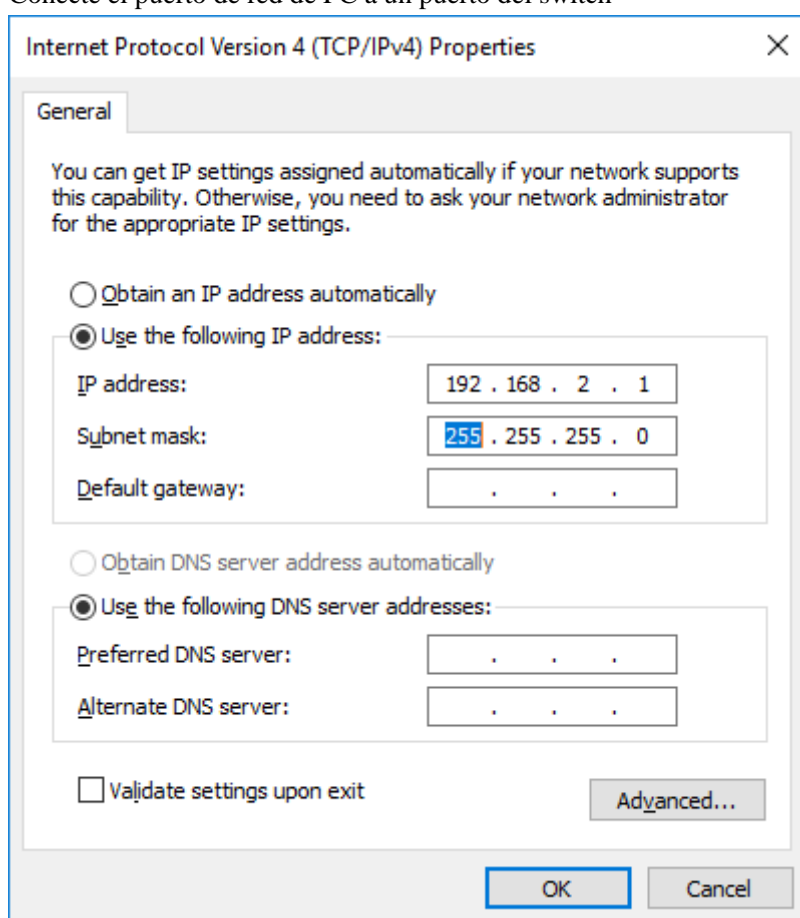 Conecte el puerto de red de PC a un puerto del switch
Internet Protocol Version 4 (TCP/IPv4) Properties
General
You can get IP settings assigned automatically if your network supports
this capability. Otherwise, you need to ask your network administrator
for the appropriate IP settings.
Obtain an IP address automatically
Use the following IP address:
IP address: 192 . 168 . 2 . 1
Subnet mask: 255 . 255 . 255 . 0
Default gateway: . . .
Obtain DNS server address automatically
Use the following DNS server addresses:
Preferred DNS server: . . .
Alternate DNS server: . . .
Validate settings upon exit
Advanced...
OK Cancel